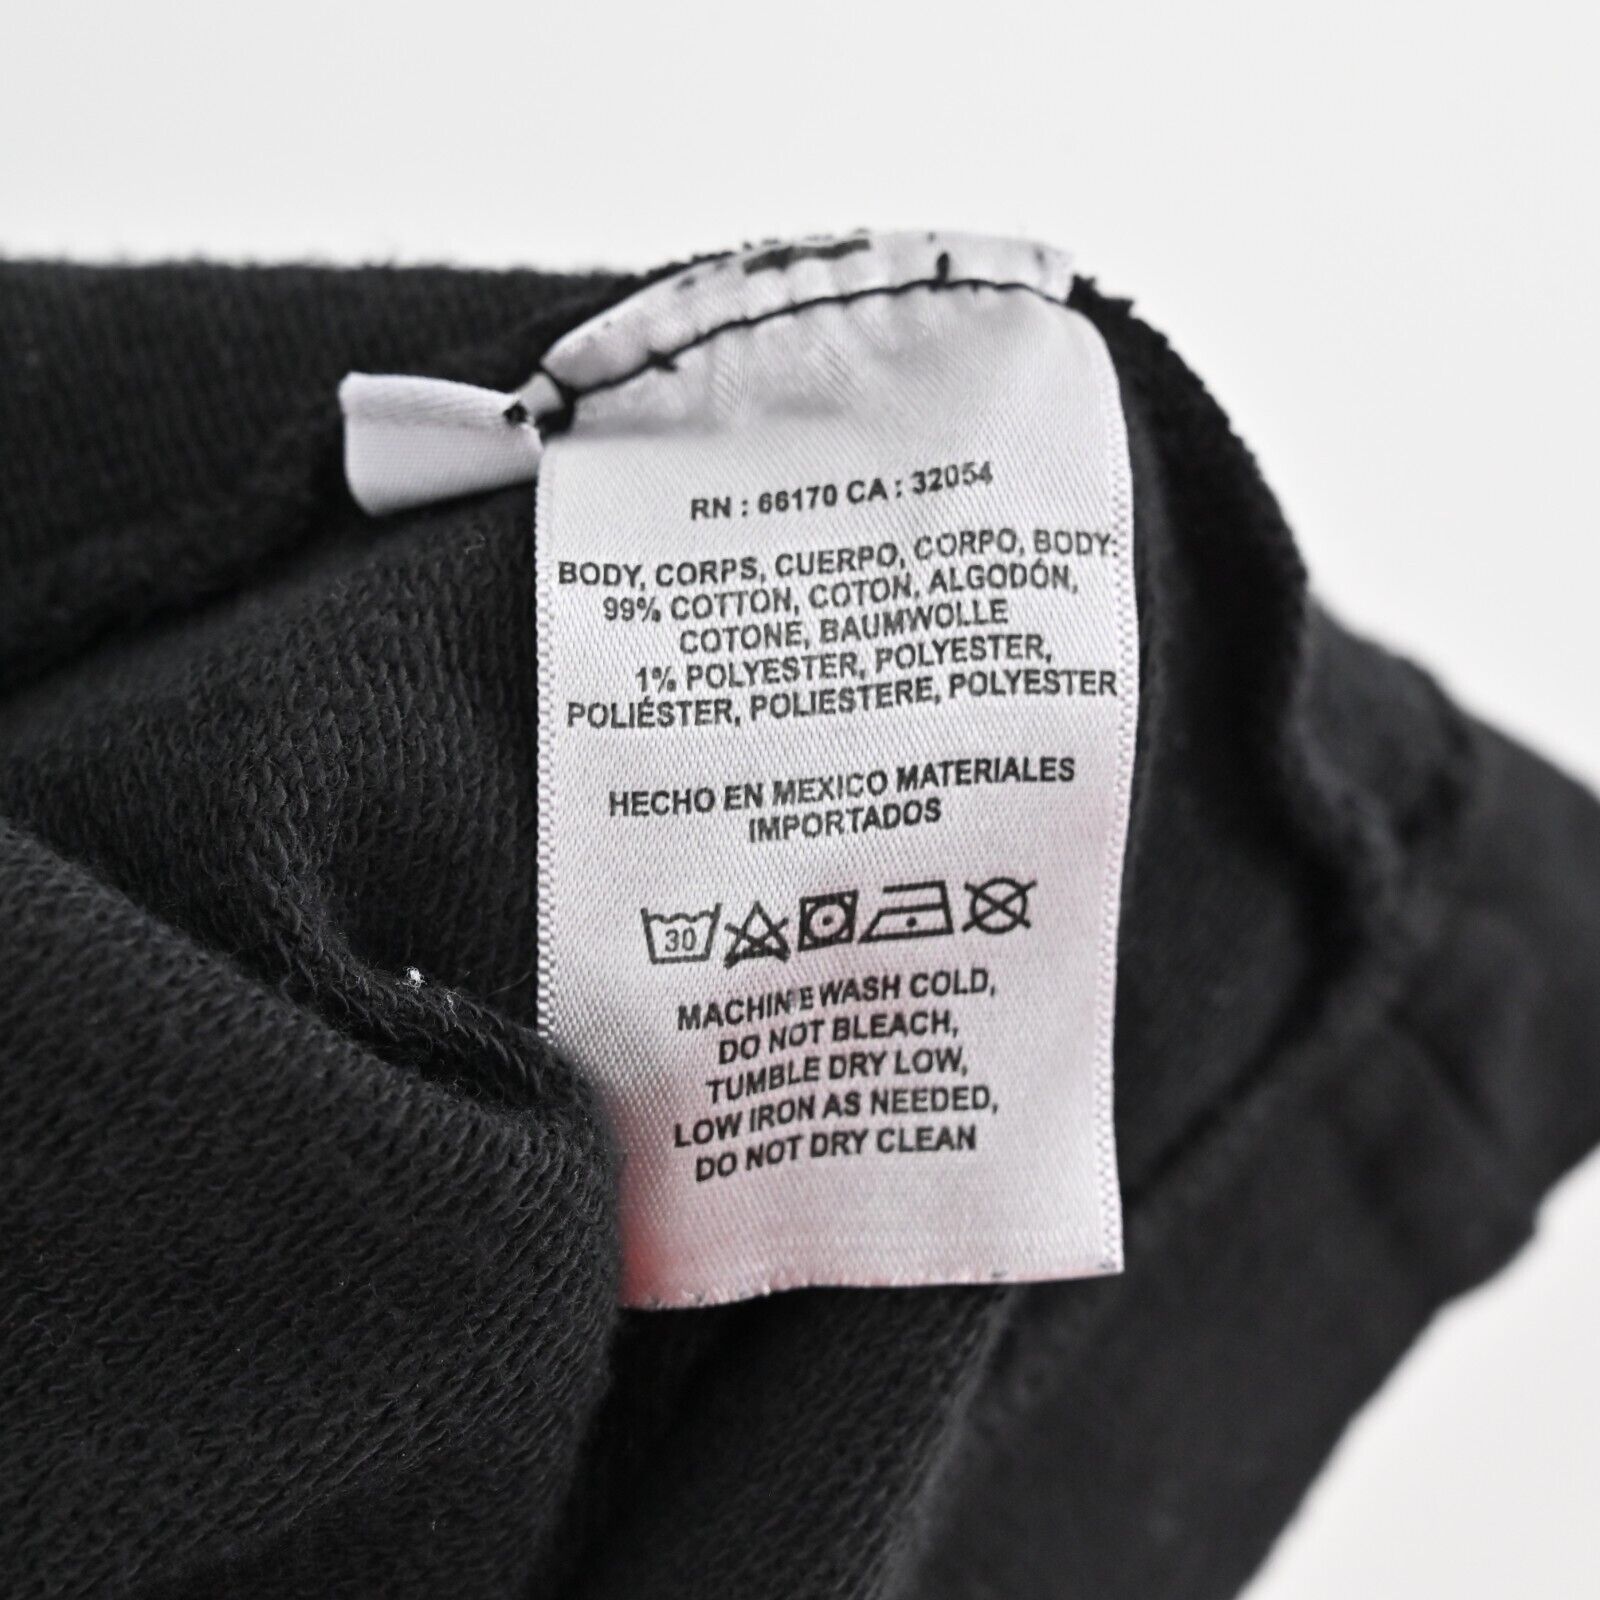 RN : 66170 CA : 32054
BODY, CORPS, CUERPO, CORPO, BODY:
99% COTTON, COTON, ALGODÓN,
COTONE, BAUMWOLLE
1% POLYESTER, POLYESTER,
POLIÉSTER, POLIESTERE, POLYESTER
HECHO EN MEXICO MATERIALES
IMPORTADOS
30
MACHINE WASH COLD,
DO NOT BLEACH,
TUMBLE DRY LOW,
LOW IRON AS NEEDED,
DO NOT DRY CLEAN